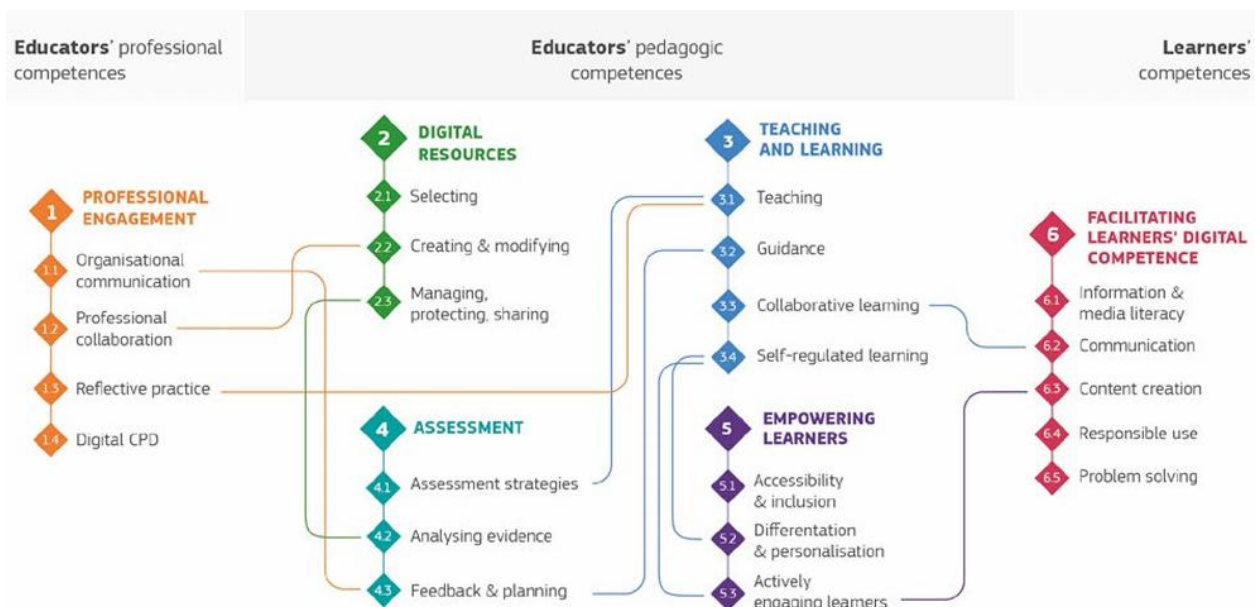 Educators' professional
competences
Educators' pedagogic
competences
Learners'
competences
1
PROFESSIONAL
ENGAGEMENT
1.1
Organisational
communication
1.2
Professional
collaboration
1.3
Reflective practice
1.4
Digital CPD
2
DIGITAL
RESOURCES
2.1
Selecting
2.2
Creating & modifying
2.3
Managing,
protecting, sharing
3
TEACHING
AND LEARNING
3.1
Teaching
3.2
Guidance
3.3
Collaborative learning
3.4
Self-regulated learning
4
ASSESSMENT
4.1
Assessment strategies
4.2
Analysing evidence
4.3
Feedback & planning
5
EMPOWERING
LEARNERS
5.1
Accessibility
& inclusion
5.2
Differentation
& personalisation
5.3
Actively
engaging learners
6
FACILITATING
LEARNERS' DIGITAL
COMPETENCE
6.1
Information &
media literacy
6.2
Communication
6.3
Content creation
6.4
Responsible use
6.5
Problem solving